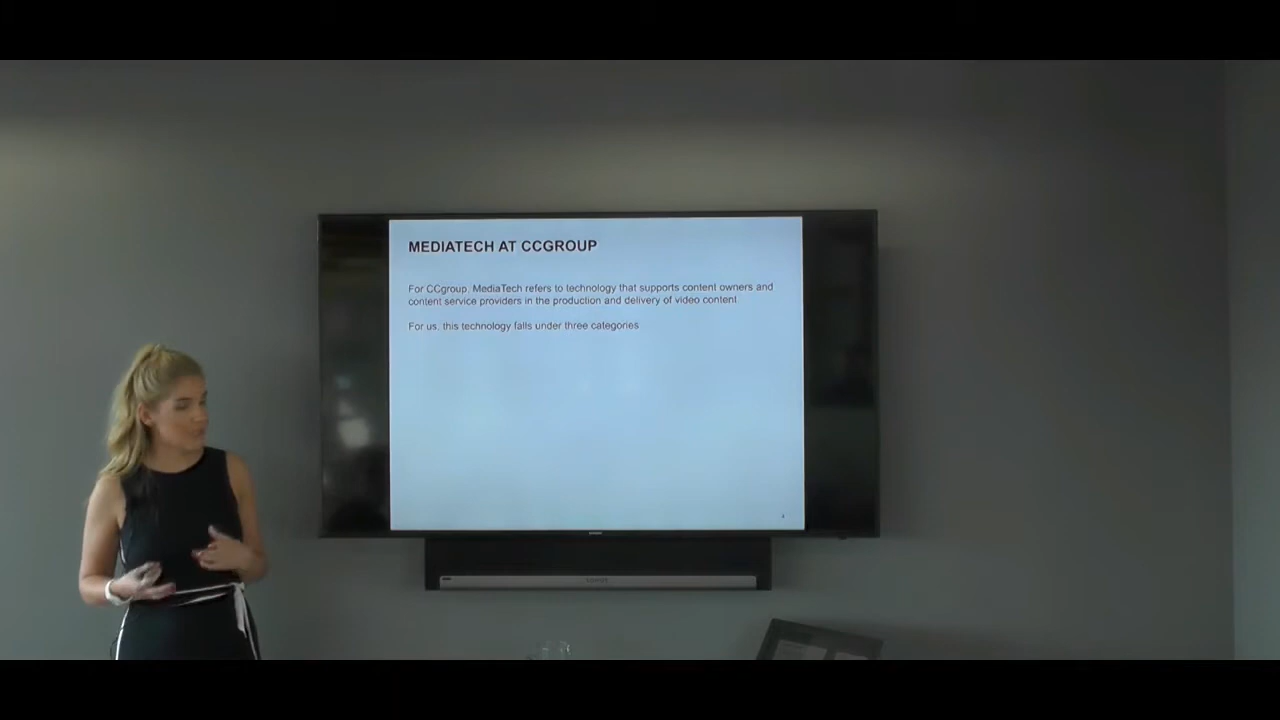 MEDIATECH AT CCGROUP
For CCgroup, MediaTech refers to technology that supports content owners and
content service providers in the production and delivery of video content
For us, this technology falls under three categories